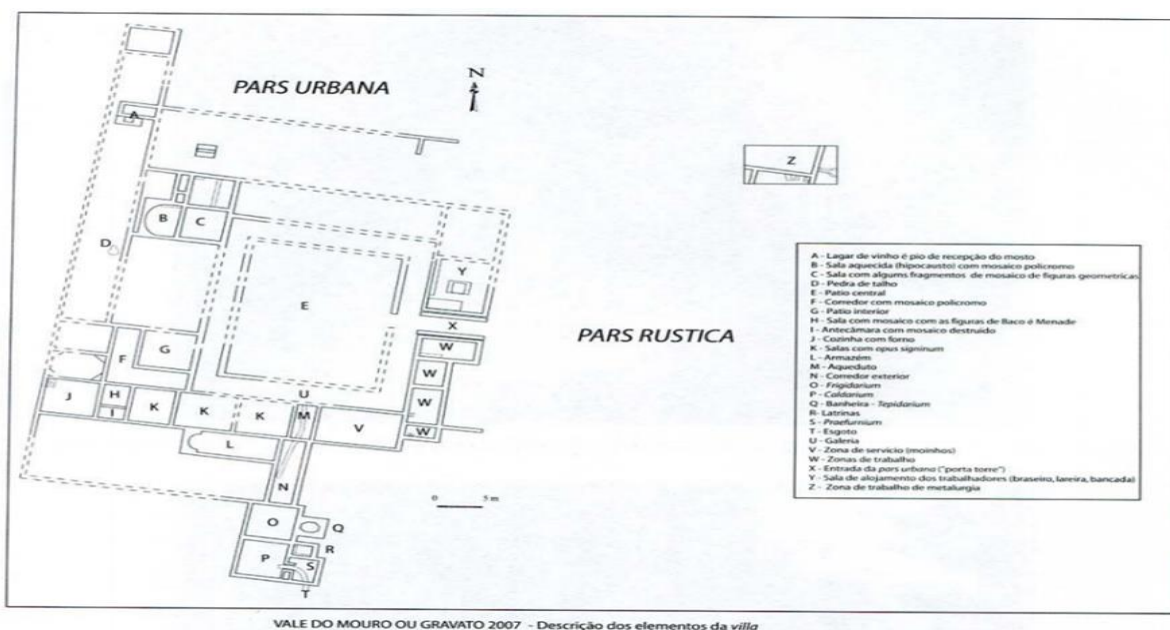 PARS URBANA
N
A
Z
B
C
D
Y
E
X
PARS RUSTICA
W
G
F
W
U
J
H
K
K
K
M
V
W
I
W
L
N
0 5 m
O
Q
R
P
S
T
A - Lagar de vinho é pio de recepção do mosto
B - Sala aquecida (hipocausto) com mosaico policromo
C - Sala com algums fragmentos de mosaico de figuras geometricas
D - Pedra de talho
E - Patio central
F - Corredor com mosaico policromo
G - Patio interior
H - Sala com mosaico com as figuras de Baco é Menade
I - Antecâmara com mosaico destruido
J - Cozinha com forno
K - Salas com opus signinum
L - Armazém
M - Aqueduto
N - Corredor exterior
O - Frigidarium
P - Caldarium
Q - Banheira - Tepidarium
R- Latrinas
S - Praefurnium
T - Esgoto
U - Galeria
V - Zona de servicio (moinhos)
W - Zonas de trabalho
X - Entrada da pars urbana ("porta torre")
Y - Sala de alojamento dos trabalhadores (braseiro, lareira, bancada)
Z - Zona de trabalho de metalurgia
VALE DO MOURO OU GRAVATO 2007 - Descrição dos elementos da villa